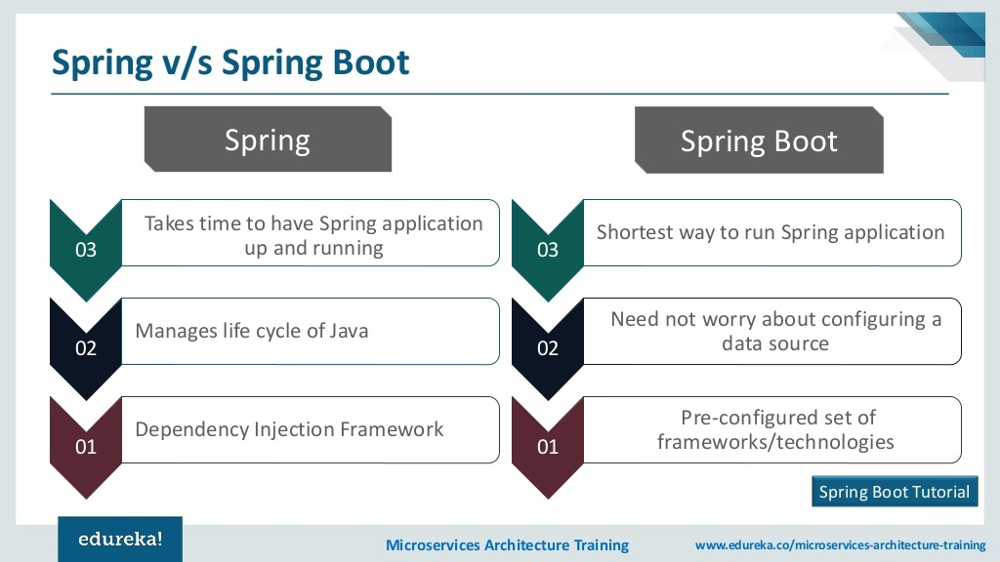 Spring v/s Spring Boot
Spring
Spring Boot
03
Takes time to have Spring application
up and running
03
Shortest way to run Spring application
02
Manages life cycle of Java
02
Need not worry about configuring a
data source
01
Dependency Injection Framework
01
Pre-configured set of
frameworks/technologies
Spring Boot Tutorial
edureka!
Microservices Architecture Training
www.edureka.co/microservices-architecture-training